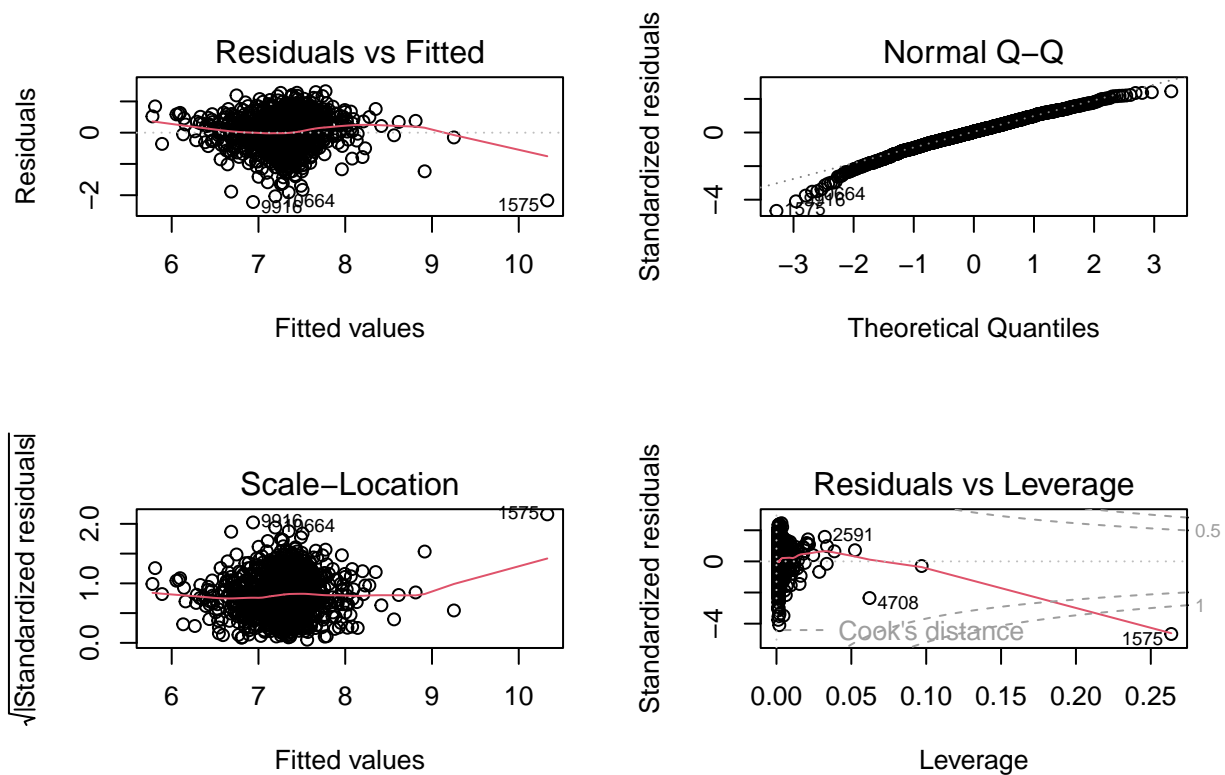 Residuals vs Fitted
Residuals
0
−2
9916
1575
6 7 8 9 10
Fitted values
Normal Q−Q
Standardized residuals
0
−4
1575
−3 −2 −1 0 1 2 3
Theoretical Quantiles
Scale−Location
√|Standardized residuals|
2.0
1.0
0.0
9916
1575
6 7 8 9 10
Fitted values
Residuals vs Leverage
Standardized residuals
0
−4
2591
4708
1575
Cook's distance
0.5
1
0.00 0.05 0.10 0.15 0.20 0.25
Leverage